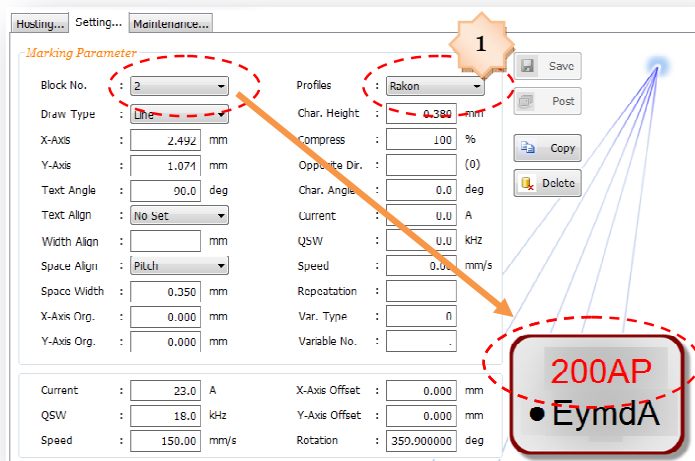 Hosting... Setting... Maintenance...
Marking Parameter
1
Block No. : 2 Profiles : Rakon Save
Draw Type : Line Char. Height : 0.380 mm Post
X-Axis : 2.492 mm Compress : 100 % Copy
Y-Axis : 1.074 mm Opposite Dir. : (0)
Text Angle : 90.0 deg Char. Angle : 0.0 deg Delete
Text Align : No Set Current : 0.0 A
Width Align : mm QSW : 0.0 kHz
Space Align : Pitch Speed : 0.00 mm/s
Space Width : 0.350 mm Repeatation :
X-Axis Org. : 0.000 mm Var. Type : 0
Y-Axis Org. : 0.000 mm Variable No. : .
200AP
• EymdA
Current : 23.0 A X-Axis Offset : 0.000 mm
QSW : 18.0 kHz Y-Axis Offset : 0.000 mm
Speed : 150.00 mm/s Rotation : 359.900000 deg